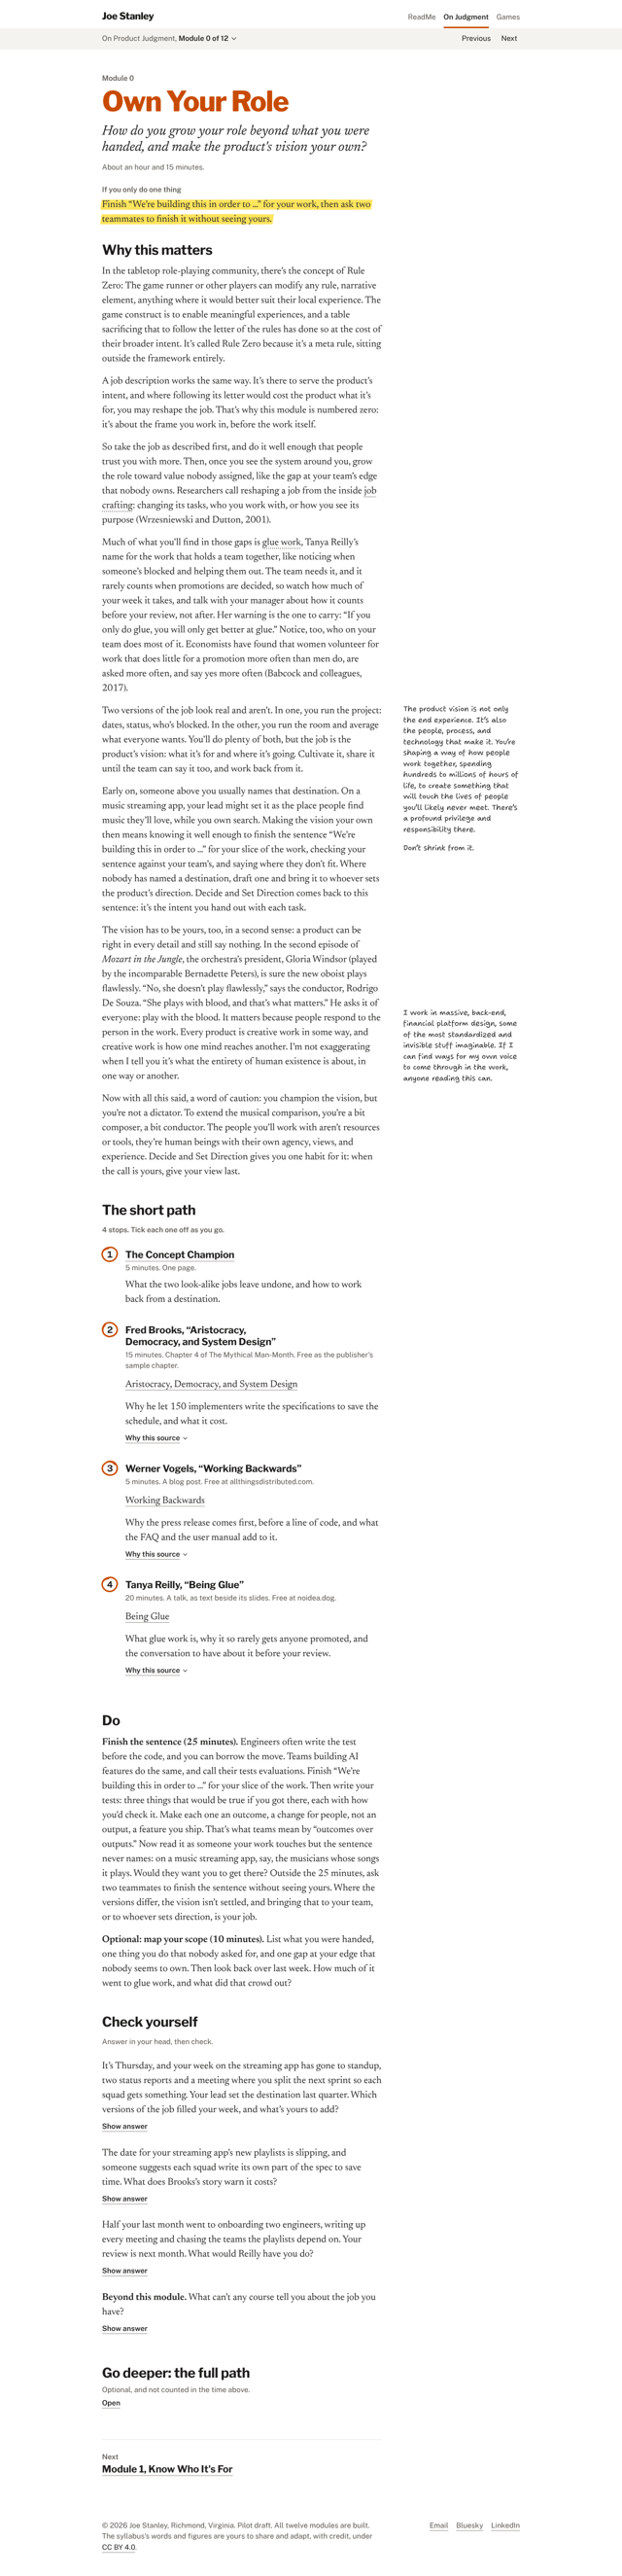 Joe Stanley
ReadMe On Judgment Games
On Product Judgment, Module 0 of 12
Previous Next
Module 0
Own Your Role
How do you grow your role beyond what you were
handed, and make the product's vision your own?
About an hour and 15 minutes.
If you only do one thing
Finish “We're building this in order to ...” for your work, then ask two
teammates to finish it without seeing yours.
Why this matters
In the tabletop role-playing community, there's the concept of Rule
Zero: The game runner or other players can modify any rule, narrative
element, anything where it would better suit their local experience. The
game construct is to enable meaningful experiences, and a table
sacrificing that to follow the letter of the rules has done so at the cost of
their broader intent. It's called Rule Zero because it's a meta rule, sitting
outside the framework entirely.
A job description works the same way. It's there to serve the product's
intent, and where following its letter would cost the product what it's
for, you may reshape the job. That's why this module is numbered zero:
it's about the frame you work in, before the work itself.
So take the job as described first, and do it well enough that people
trust you with more. Then, once you see the system around you, grow
the role toward value nobody assigned, like the gap at your team's edge
that nobody owns. Researchers call reshaping a job from the inside job
crafting: changing its tasks, who you work with, or how you see its
purpose (Wrzesniewski and Dutton, 2001).
Much of what you'll find in those gaps is glue work, Tanya Reilly's
name for the work that holds a team together, like noticing when
someone's blocked and helping them out. The team needs it, and it
rarely counts when promotions are decided, so watch how much of
your week it takes, and talk with your manager about how it counts
before your review, not after. Her warning is the one to carry: “If you
only do glue, you will only get better at glue.” Notice, too, who on your
team does most of it. Economists have found that women volunteer for
work that does little for a promotion more often than men do, are
asked more often, and say yes more often (Babcock and colleagues,
2017).
Two versions of the job look real and aren't. In one, you run the project:
dates, status, who's blocked. In the other, you run the room and average
what everyone wants. You'll do plenty of both, but the job is the
product's vision: what it's for and where it's going. Cultivate it, share it
until the team can say it too, and work back from it.
The product vision is not only
the end experience. It's also
the people, process, and
technology that make it. You're
shaping a way of how people
work together, spending
hundreds to millions of hours of
life, to create something that
will touch the lives of people
you'll likely never meet. There's
a profound privilege and
responsibility there.
Don't shrink from it.
Early on, someone above you usually names that destination. On a
music streaming app, your lead might set it as the place people find
music they'll love, while you own search. Making the vision your own
then means knowing it well enough to finish the sentence “We're
building this in order to ...” for your slice of the work, checking your
sentence against your team's, and saying where they don't fit. Where
nobody has named a destination, draft one and bring it to whoever sets
the product's direction. Decide and Set Direction comes back to this
sentence: it's the intent you hand out with each task.
The vision has to be yours, too, in a second sense: a product can be
right in every detail and still say nothing. In the second episode of
Mozart in the Jungle, the orchestra's president, Gloria Windsor (played
by the incomparable Bernadette Peters), is sure the new oboist plays
flawlessly. “No, she doesn't play flawlessly,” says the conductor, Rodrigo
De Souza. “She plays with blood, and that's what matters.” He asks it of
everyone: play with the blood. It matters because people respond to the
person in the work. Every product is creative work in some way, and
creative work is how one mind reaches another. I'm not exaggerating
when I tell you it's what the entirety of human existence is about, in
one way or another.
I work in massive, back-end,
financial platform design, some
of the most standardized and
invisible stuff imaginable. If I
can find ways for my own voice
to come through in the work,
anyone reading this can.
Now with all this said, a word of caution: you champion the vision, but
you're not a dictator. To extend the musical comparison, you're a bit
composer, a bit conductor. The people you'll work with aren't resources
or tools, they're human beings with their own agency, views, and
experience. Decide and Set Direction gives you one habit for it: when
the call is yours, give your view last.
The short path
4 stops. Tick each one off as you go.
1 The Concept Champion
5 minutes. One page.
What the two look-alike jobs leave undone, and how to work
back from a destination.
2 Fred Brooks, “Aristocracy,
Democracy, and System Design”
15 minutes. Chapter 4 of The Mythical Man-Month. Free as the publisher's
sample chapter.
Aristocracy, Democracy, and System Design
Why he let 150 implementers write the specifications to save the
schedule, and what it cost.
Why this source
3 Werner Vogels, “Working Backwards”
5 minutes. A blog post. Free at allthingsdistributed.com.
Working Backwards
Why the press release comes first, before a line of code, and what
the FAQ and the user manual add to it.
Why this source
4 Tanya Reilly, “Being Glue”
20 minutes. A talk, as text beside its slides. Free at noidea.dog.
Being Glue
What glue work is, why it so rarely gets anyone promoted, and
the conversation to have about it before your review.
Why this source
Do
Finish the sentence (25 minutes). Engineers often write the test
before the code, and you can borrow the move. Teams building AI
features do the same, and call their tests evaluations. Finish “We're
building this in order to ...” for your slice of the work. Then write your
tests: three things that would be true if you got there, each with how
you'd check it. Make each one an outcome, a change for people, not an
output, a feature you ship. That's what teams mean by “outcomes over
outputs.” Now read it as someone your work touches but the sentence
never names: on a music streaming app, say, the musicians whose songs
it plays. Would they want you to get there? Outside the 25 minutes, ask
two teammates to finish the sentence without seeing yours. Where the
versions differ, the vision isn't settled, and bringing that to your team,
or to whoever sets direction, is your job.
Optional: map your scope (10 minutes). List what you were handed,
one thing you do that nobody asked for, and one gap at your edge that
nobody seems to own. Then look back over last week. How much of it
went to glue work, and what did that crowd out?
Check yourself
Answer in your head, then check.
It's Thursday, and your week on the streaming app has gone to standup,
two status reports and a meeting where you split the next sprint so each
squad gets something. Your lead set the destination last quarter. Which
versions of the job filled your week, and what's yours to add?
Show answer
The date for your streaming app's new playlists is slipping, and
someone suggests each squad write its own part of the spec to save
time. What does Brooks's story warn it costs?
Show answer
Half your last month went to onboarding two engineers, writing up
every meeting and chasing the teams the playlists depend on. Your
review is next month. What would Reilly have you do?
Show answer
Beyond this module. What can't any course tell you about the job you
have?
Show answer
Go deeper: the full path
Optional, and not counted in the time above.
Open
Next
Module 1, Know Who It's For
© 2026 Joe Stanley, Richmond, Virginia. Pilot draft. All twelve modules are built.
The syllabus's words and figures are yours to share and adapt, with credit, under
CC BY 4.0.
Email Bluesky LinkedIn